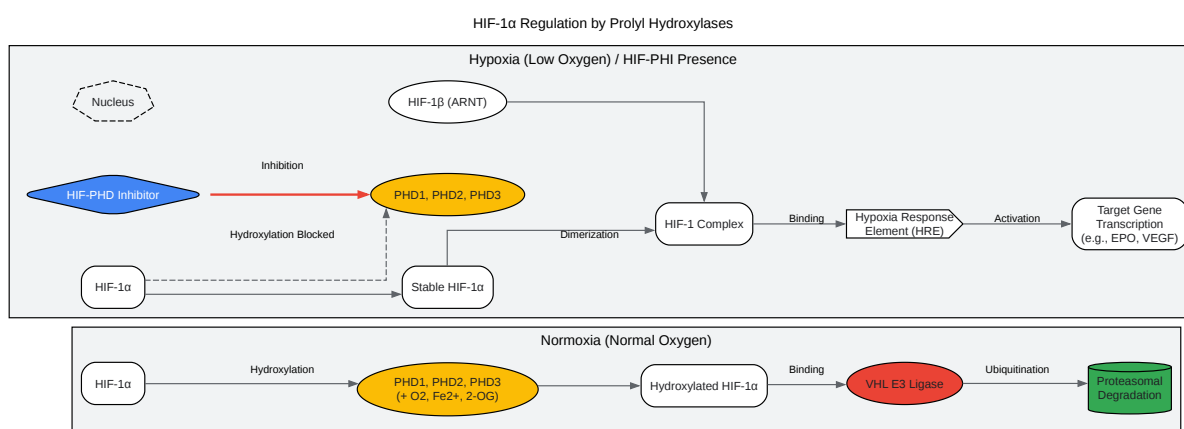 HIF-1α Regulation by Prolyl Hydroxylases
Hypoxia (Low Oxygen) / HIF-PHI Presence
Nucleus
HIF-1β (ARNT)
Inhibition
HIF-PHD Inhibitor
PHD1, PHD2, PHD3
Hydroxylation Blocked
Dimerization
HIF-1 Complex
Binding
Hypoxia Response
Element (HRE)
Activation
Target Gene
Transcription
(e.g., EPO, VEGF)
HIF-1α
Stable HIF-1α
Normoxia (Normal Oxygen)
HIF-1α
Hydroxylation
PHD1, PHD2, PHD3
(+ O2, Fe2+, 2-OG)
Hydroxylated HIF-1α
Binding
VHL E3 Ligase
Ubiquitination
Proteasomal
Degradation